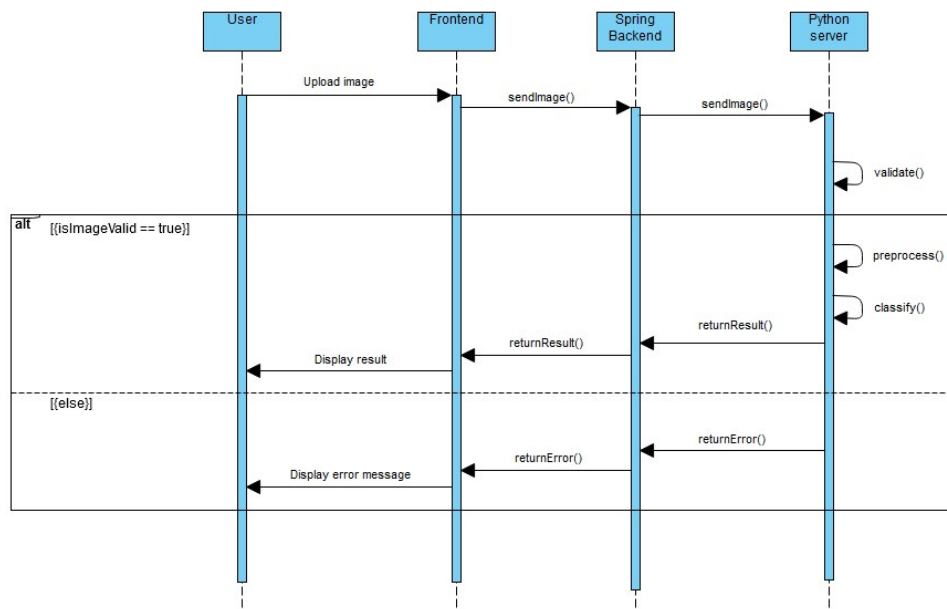 User
Frontend
Spring
Backend
Python
server
Upload image
sendImage()
sendImage()
validate()
alt
[{isImageValid == true}]
preprocess()
classify()
returnResult()
returnResult()
Display result
[{else}]
returnError()
returnError()
Display error message